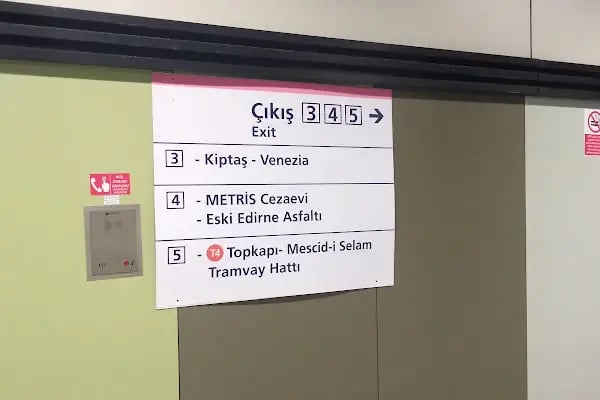 Çıkış 3 4 5 →
Exit
3 - Kiptaş - Venezia
4 - METRİS Cezaevi
- Eski Edirne Asfaltı
5 - T4 Topkapı- Mescid-i Selam
Tramvay Hattı